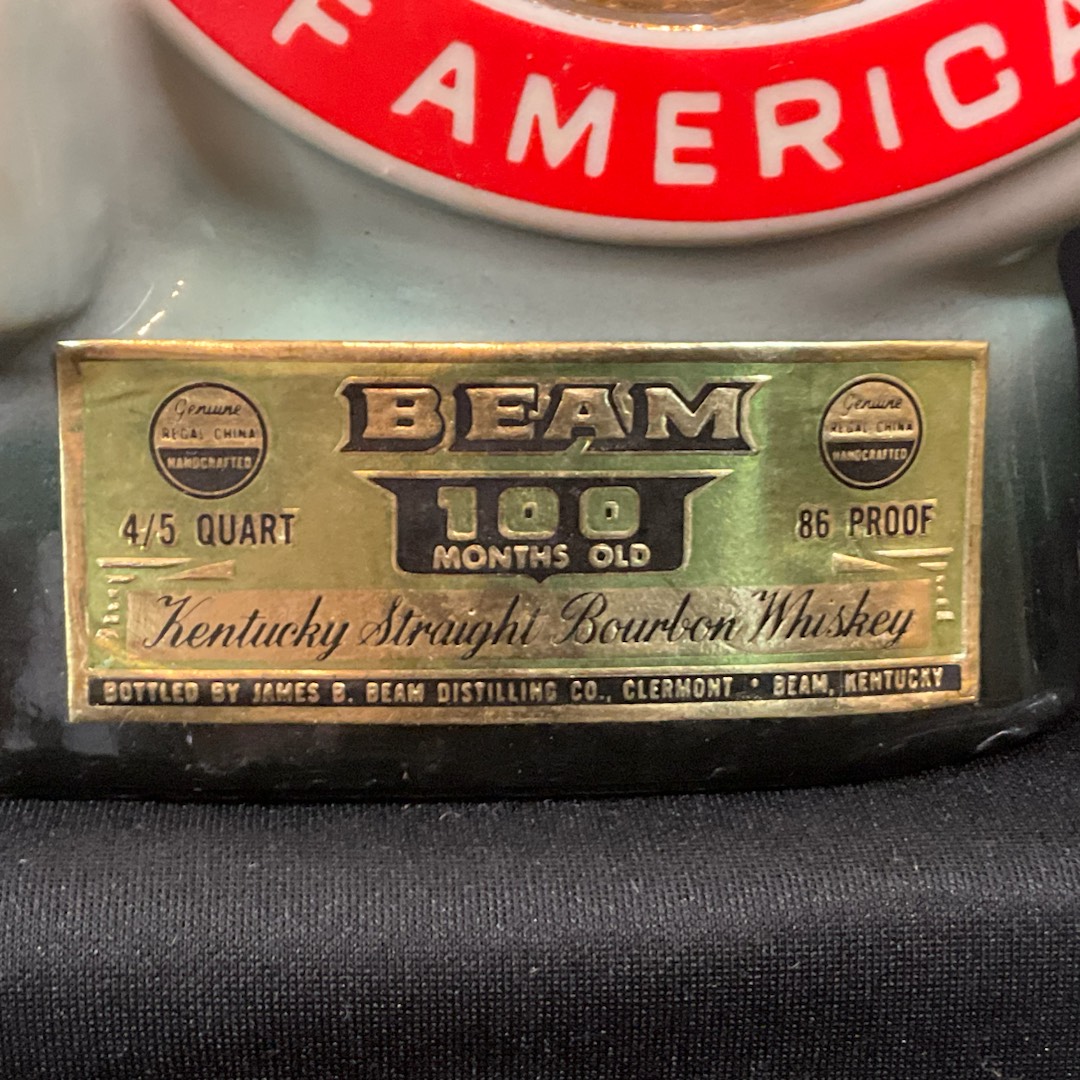 F AMERICA
BEAM
Genuine
REGAL CHINA
HANDCRAFTED
Genuine
REGAL CHINA
HANDCRAFTED
100
MONTHS OLD
4/5 QUART
86 PROOF
Kentucky Straight Bourbon Whiskey
BOTTLED BY JAMES B. BEAM DISTILLING CO., CLERMONT • BEAM, KENTUCKY